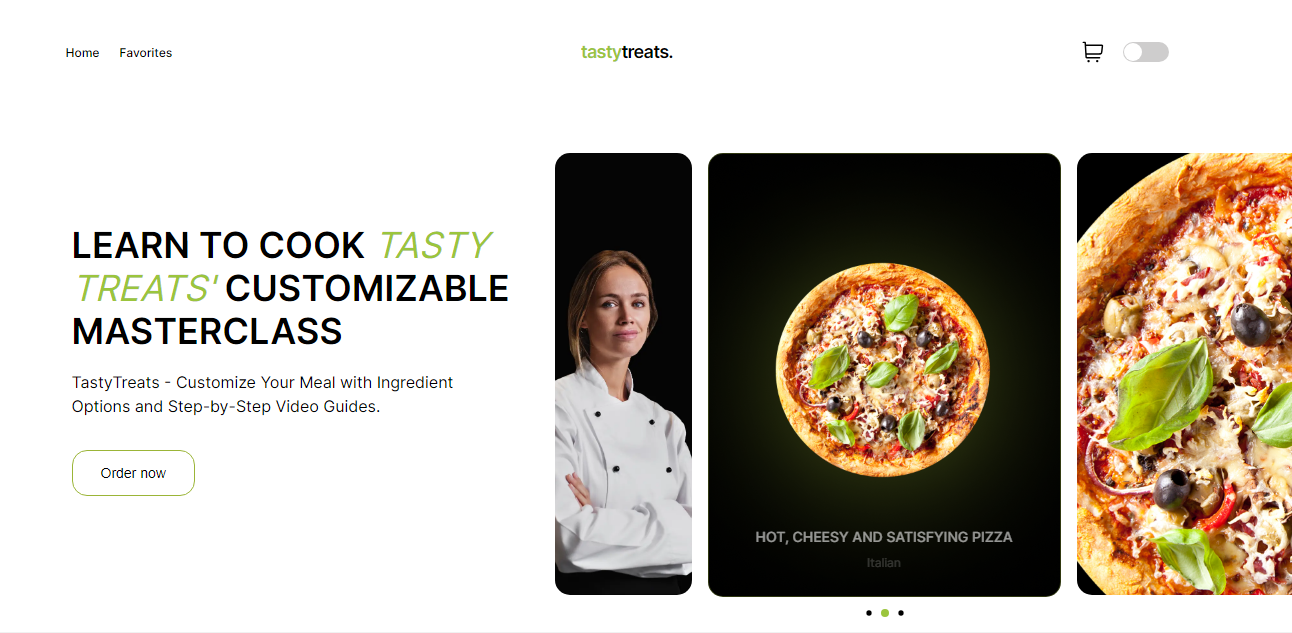 Home Favorites
tastytreats.
LEARN TO COOK TASTY
TREATS' CUSTOMIZABLE
MASTERCLASS
TastyTreats - Customize Your Meal with Ingredient
Options and Step-by-Step Video Guides.
Order now
HOT, CHEESY AND SATISFYING PIZZA
Italian